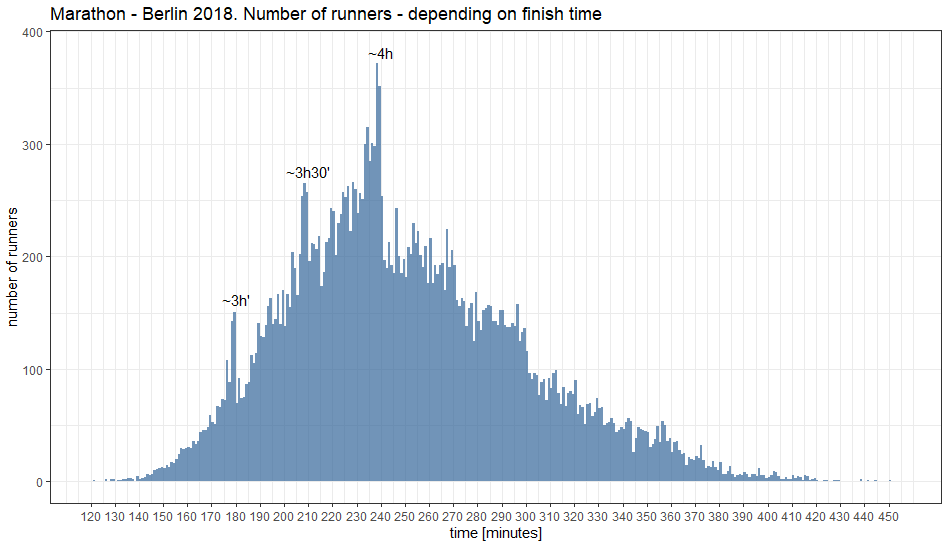 Marathon - Berlin 2018. Number of runners - depending on finish time
400
300
200
100
0
number of runners
~4h
~3h30'
~3h'
120 130 140 150 160 170 180 190 200 210 220 230 240 250 260 270 280 290 300 310 320 330 340 350 360 370 380 390 400 410 420 430 440 450
time [minutes]